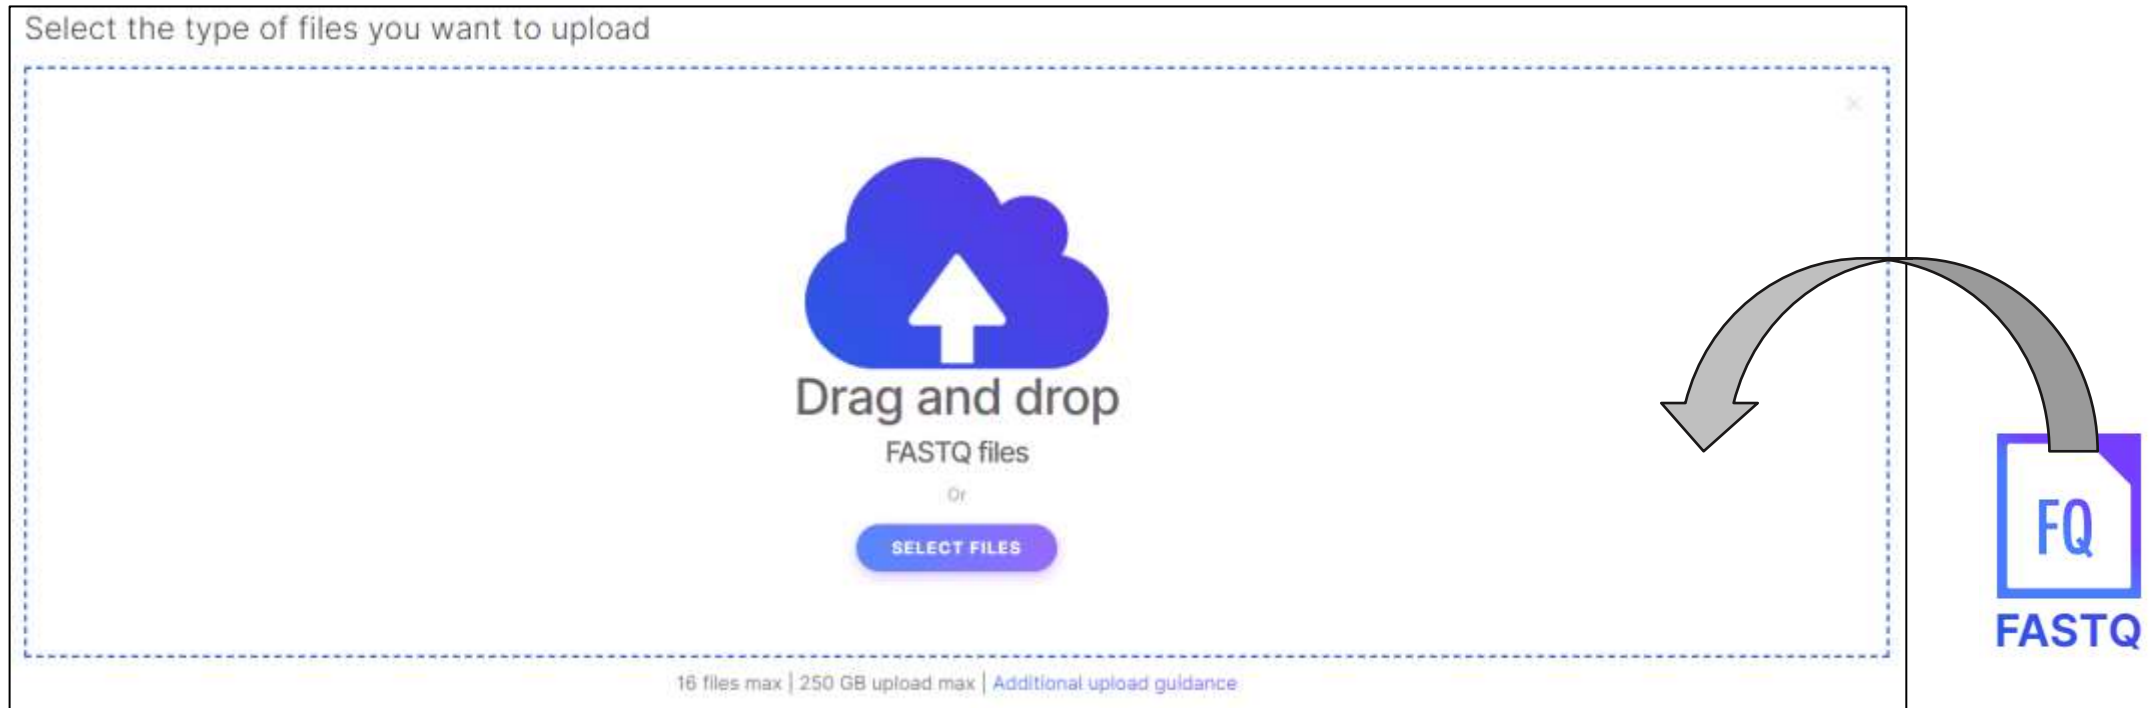 Select the type of files you want to upload
Drag and drop
FASTQ files
Or
SELECT FILES
16 files max | 250 GB upload max | Additional upload guidance
FQ
FASTQ